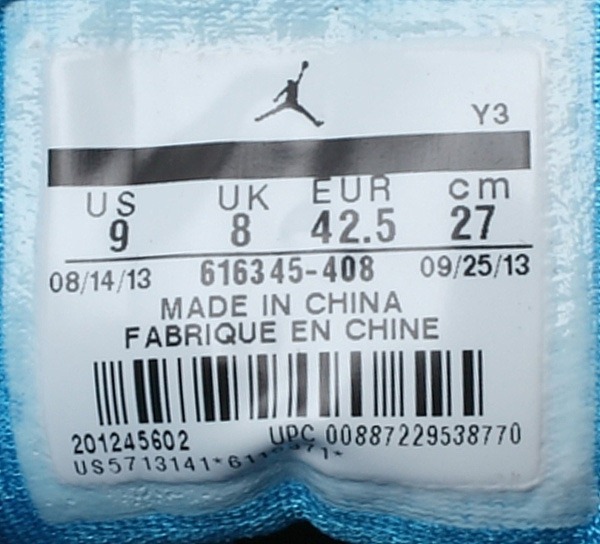 Y3
US UK EUR cm
9 8 42.5 27
08/14/13 616345-408 09/25/13
MADE IN CHINA
FABRIQUE EN CHINE
201245602 UPC 00887229538770
US5713141*